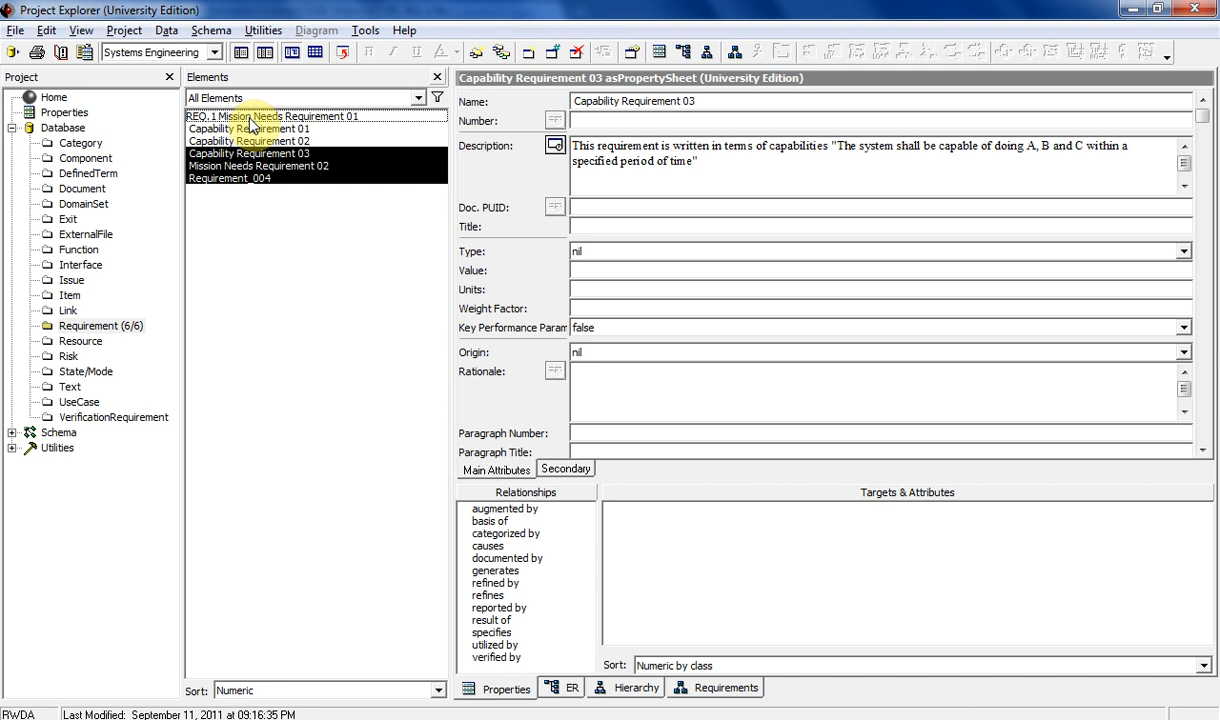 Project Explorer (University Edition)
File Edit View Project Data Schema Utilities Diagram Tools Help
Systems Engineering
Project
Home
Properties
Database
Category
Component
DefinedTerm
Document
DomainSet
Exit
ExternalFile
Function
Interface
Issue
Item
Link
Requirement (6/6)
Resource
Risk
State/Mode
Text
UseCase
VerificationRequirement
Schema
Utilities
Elements
All Elements
REQ.1 Mission Needs Requirement 01
Capability Requirement 01
Capability Requirement 02
Capability Requirement 03
Mission Needs Requirement 02
Requirement_004
Sort: Numeric
Capability Requirement 03 asPropertySheet (University Edition)
Name: Capability Requirement 03
Number:
Description: This requirement is written in terms of capabilities "The system shall be capable of doing A, B and C within a
specified period of time"
Doc. PUID:
Title:
Type: nil
Value:
Units:
Weight Factor:
Key Performance Param false
Origin: nil
Rationale:
Paragraph Number:
Paragraph Title:
Main Attributes Secondary
Relationships
augmented by
basis of
categorized by
causes
documented by
generates
refined by
refines
reported by
result of
specifies
utilized by
verified by
Targets & Attributes
Sort: Numeric by class
Properties ER Hierarchy Requirements
RWDA Last Modified: September 11, 2011 at 09:16:35 PM